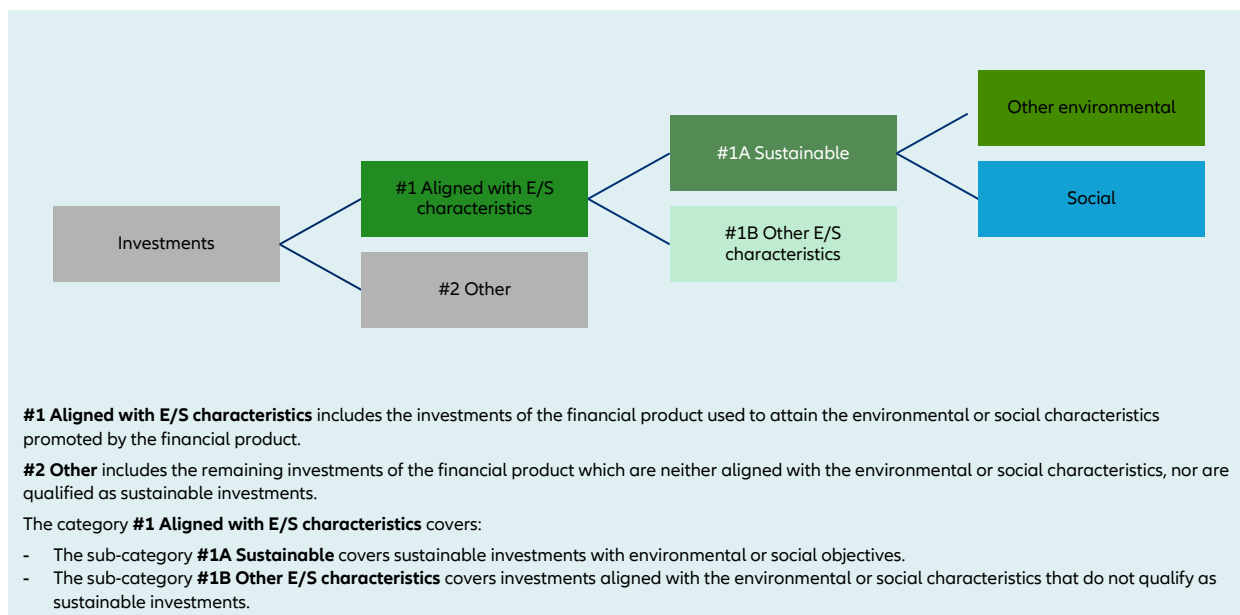 Other environmental
#1A Sustainable
#1 Aligned with E/S
characteristics
Social
Investments
#1B Other E/S
characteristics
#2 Other
#1 Aligned with E/S characteristics includes the investments of the financial product used to attain the environmental or social characteristics
promoted by the financial product.
#2 Other includes the remaining investments of the financial product which are neither aligned with the environmental or social characteristics, nor are
qualified as sustainable investments.
The category #1 Aligned with E/S characteristics covers:
- The sub-category #1A Sustainable covers sustainable investments with environmental or social objectives.
- The sub-category #1B Other E/S characteristics covers investments aligned with the environmental or social characteristics that do not qualify as
sustainable investments.